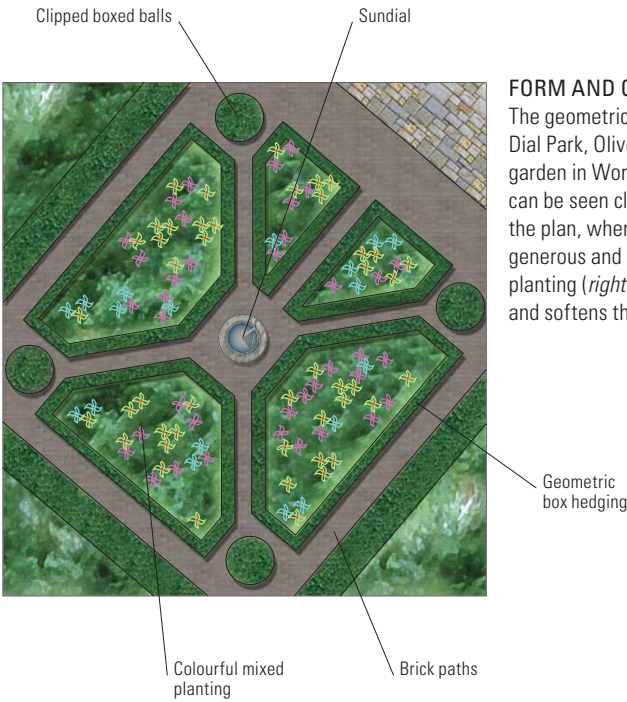 Clipped boxed balls
Sundial
FORM AND
The geometric
Dial Park, Olive
garden in Wor
can be seen cl
the plan, wher
generous and
planting (right
and softens th
Geometric
box hedging
Colourful mixed
planting
Brick paths